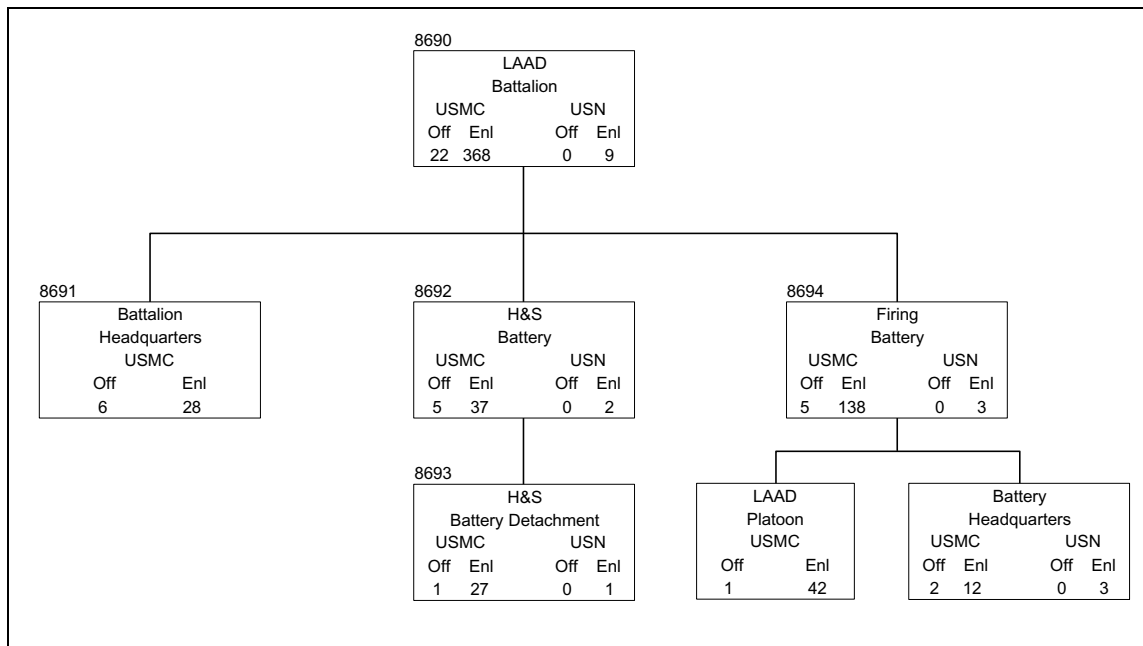 8690
LAAD
Battalion
USMC USN
Off Enl Off Enl
22 368 0 9
8691
Battalion
Headquarters
USMC
Off Enl
6 28
8692
H&S
Battery
USMC USN
Off Enl Off Enl
5 37 0 2
8694
Firing
Battery
USMC USN
Off Enl Off Enl
5 138 0 3
8693
H&S
Battery Detachment
USMC USN
Off Enl Off Enl
1 27 0 1
LAAD
Platoon
USMC
Off Enl
1 42
Battery
Headquarters
USMC USN
Off Enl Off Enl
2 12 0 3